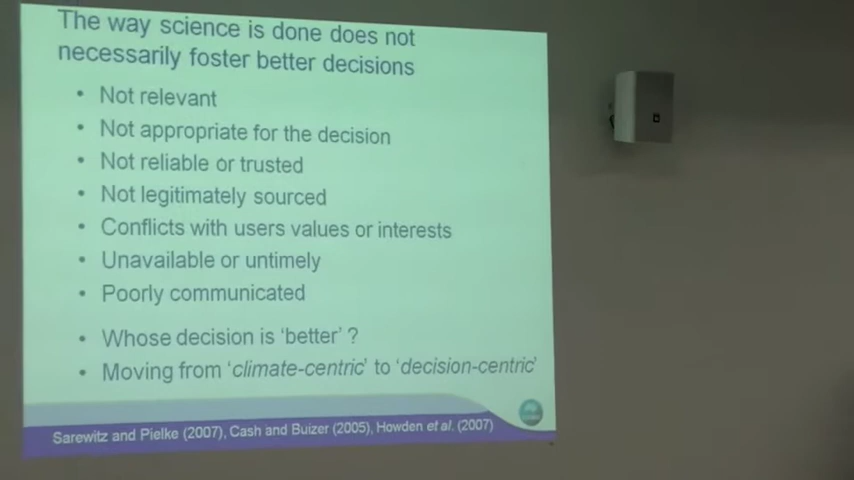 The way science is done does not
necessarily foster better decisions
• Not relevant
• Not appropriate for the decision
• Not reliable or trusted
• Not legitimately sourced
• Conflicts with users values or interests
• Unavailable or untimely
• Poorly communicated
• Whose decision is 'better' ?
• Moving from 'climate-centric' to 'decision-centric'
Sarewitz and Pielke (2007), Cash and Buizer (2005), Howden et al. (2007)